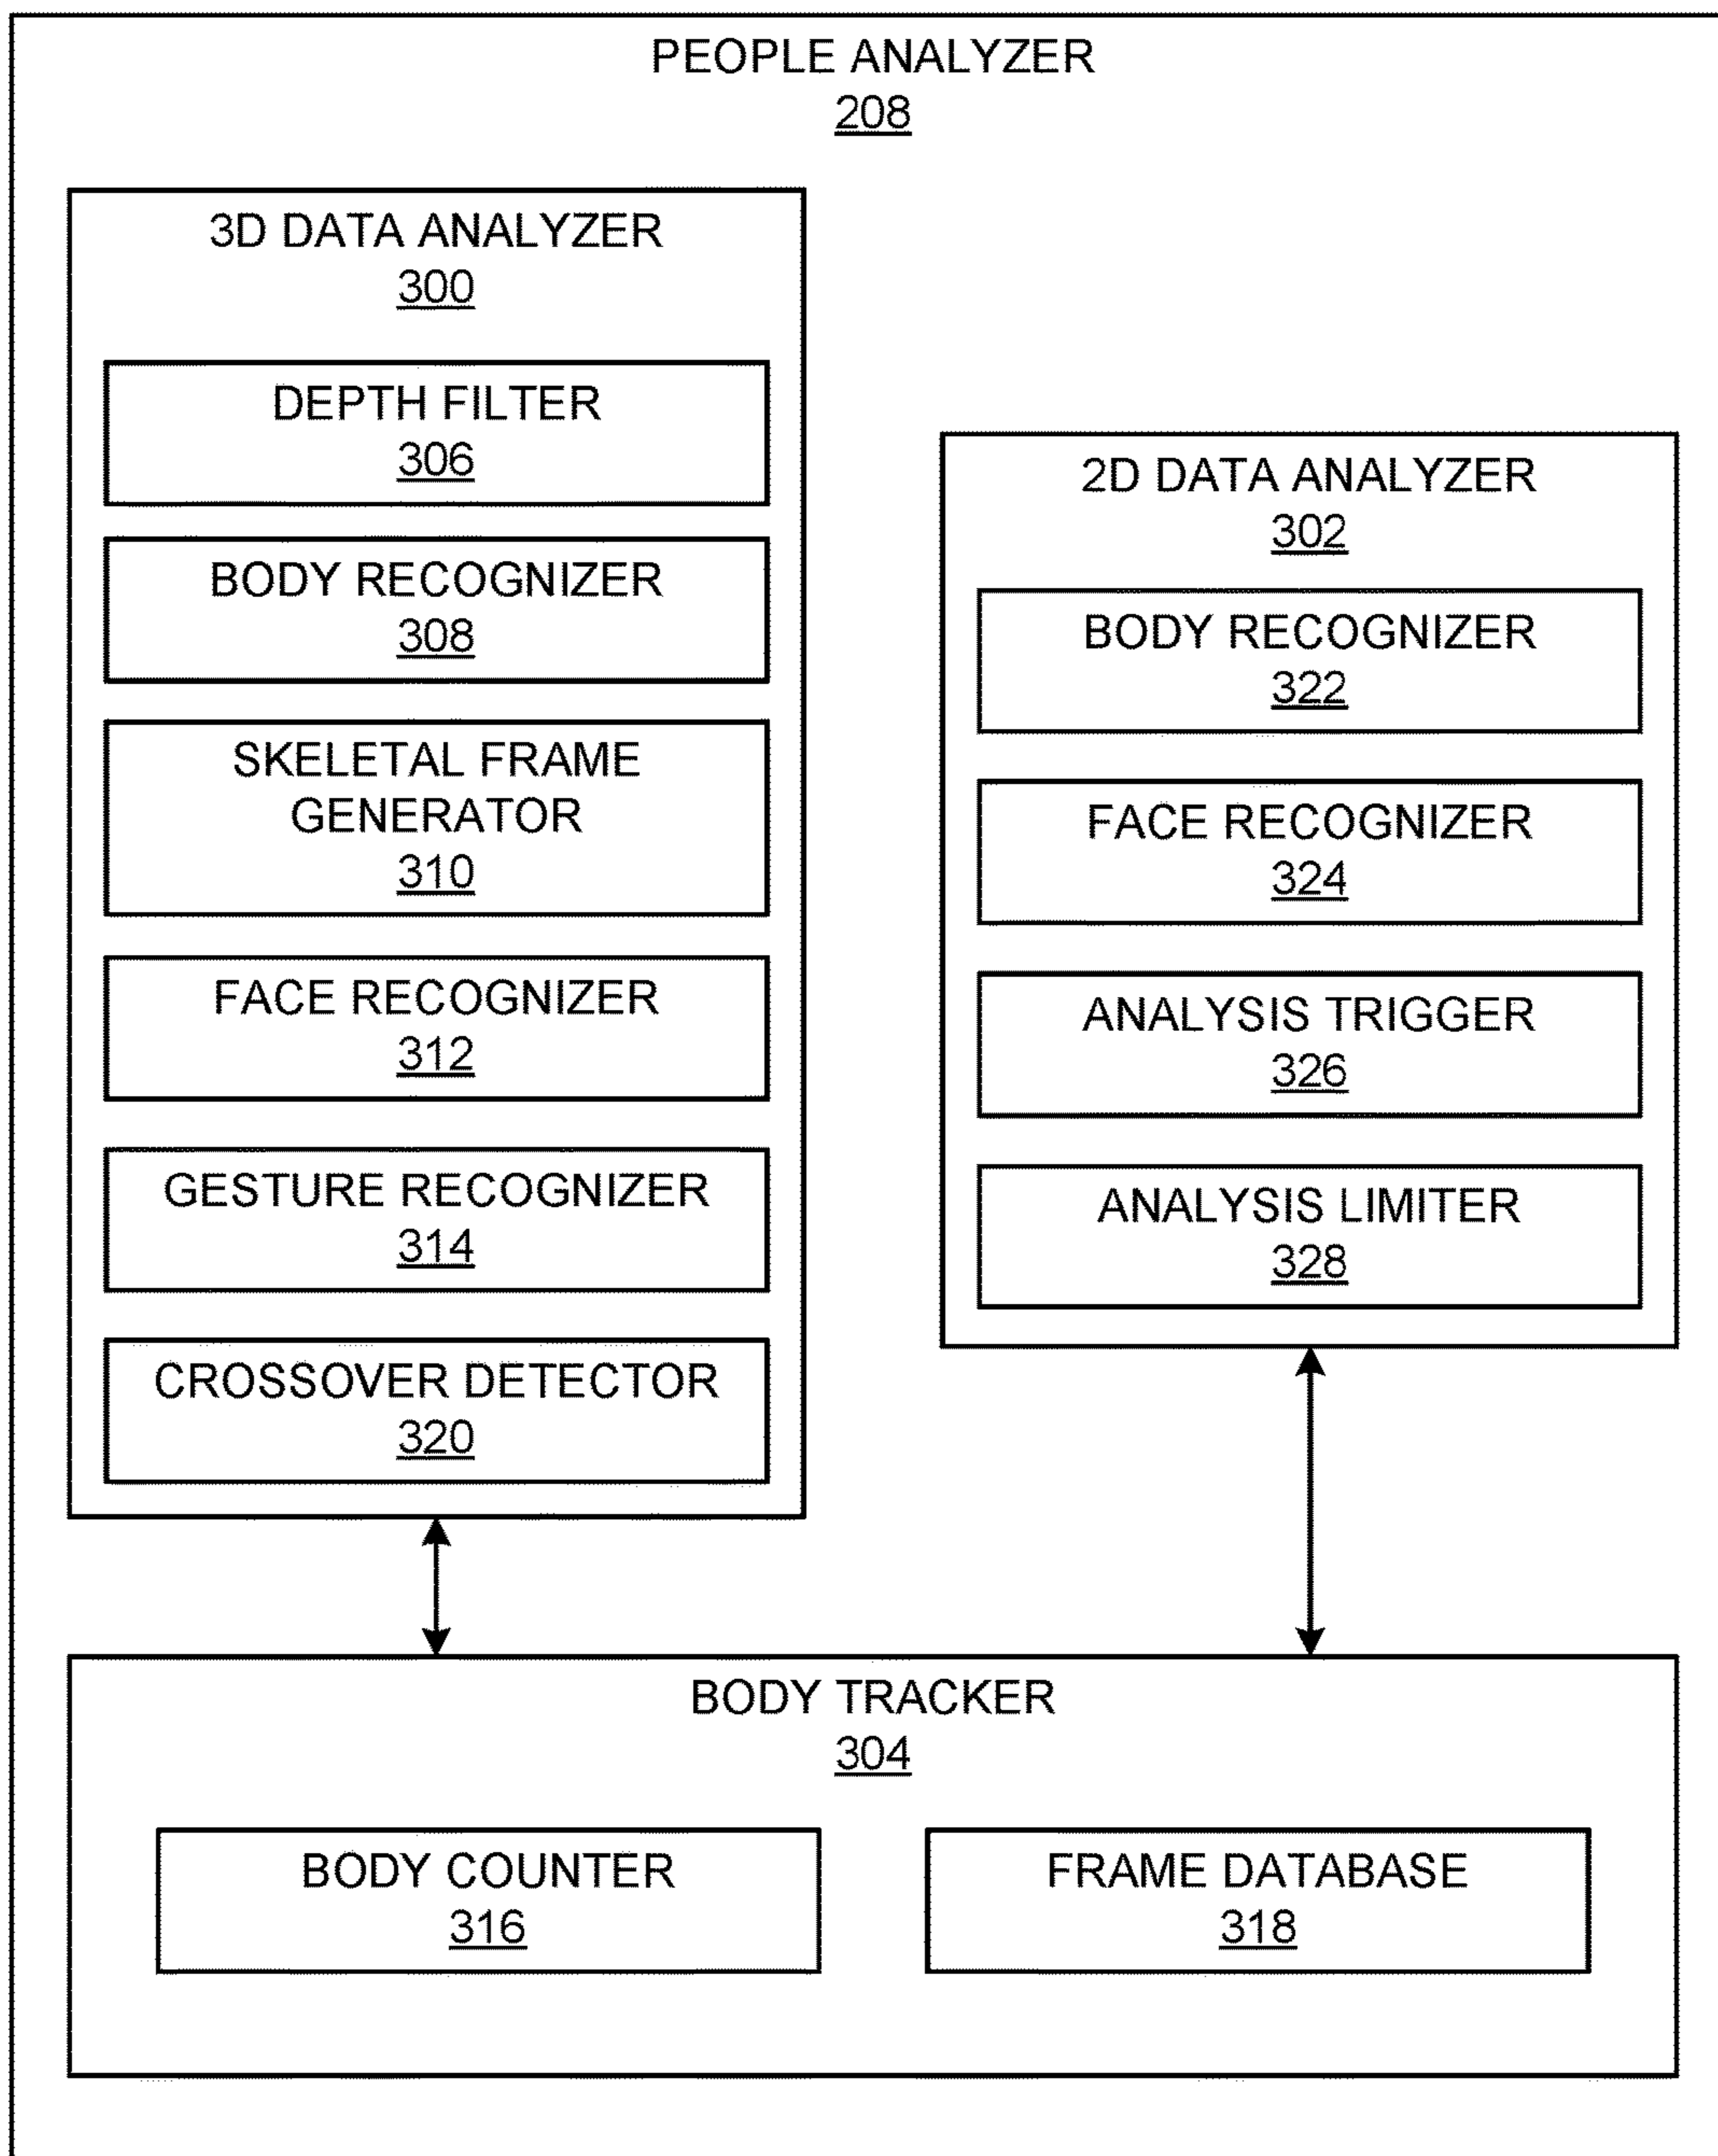 PEOPLE ANALYZER
208
3D DATA ANALYZER
300
DEPTH FILTER
306
BODY RECOGNIZER
308
SKELETAL FRAME
GENERATOR
310
FACE RECOGNIZER
312
GESTURE RECOGNIZER
314
CROSSOVER DETECTOR
320
2D DATA ANALYZER
302
BODY RECOGNIZER
322
FACE RECOGNIZER
324
ANALYSIS TRIGGER
326
ANALYSIS LIMITER
328
BODY TRACKER
304
BODY COUNTER
316
FRAME DATABASE
318